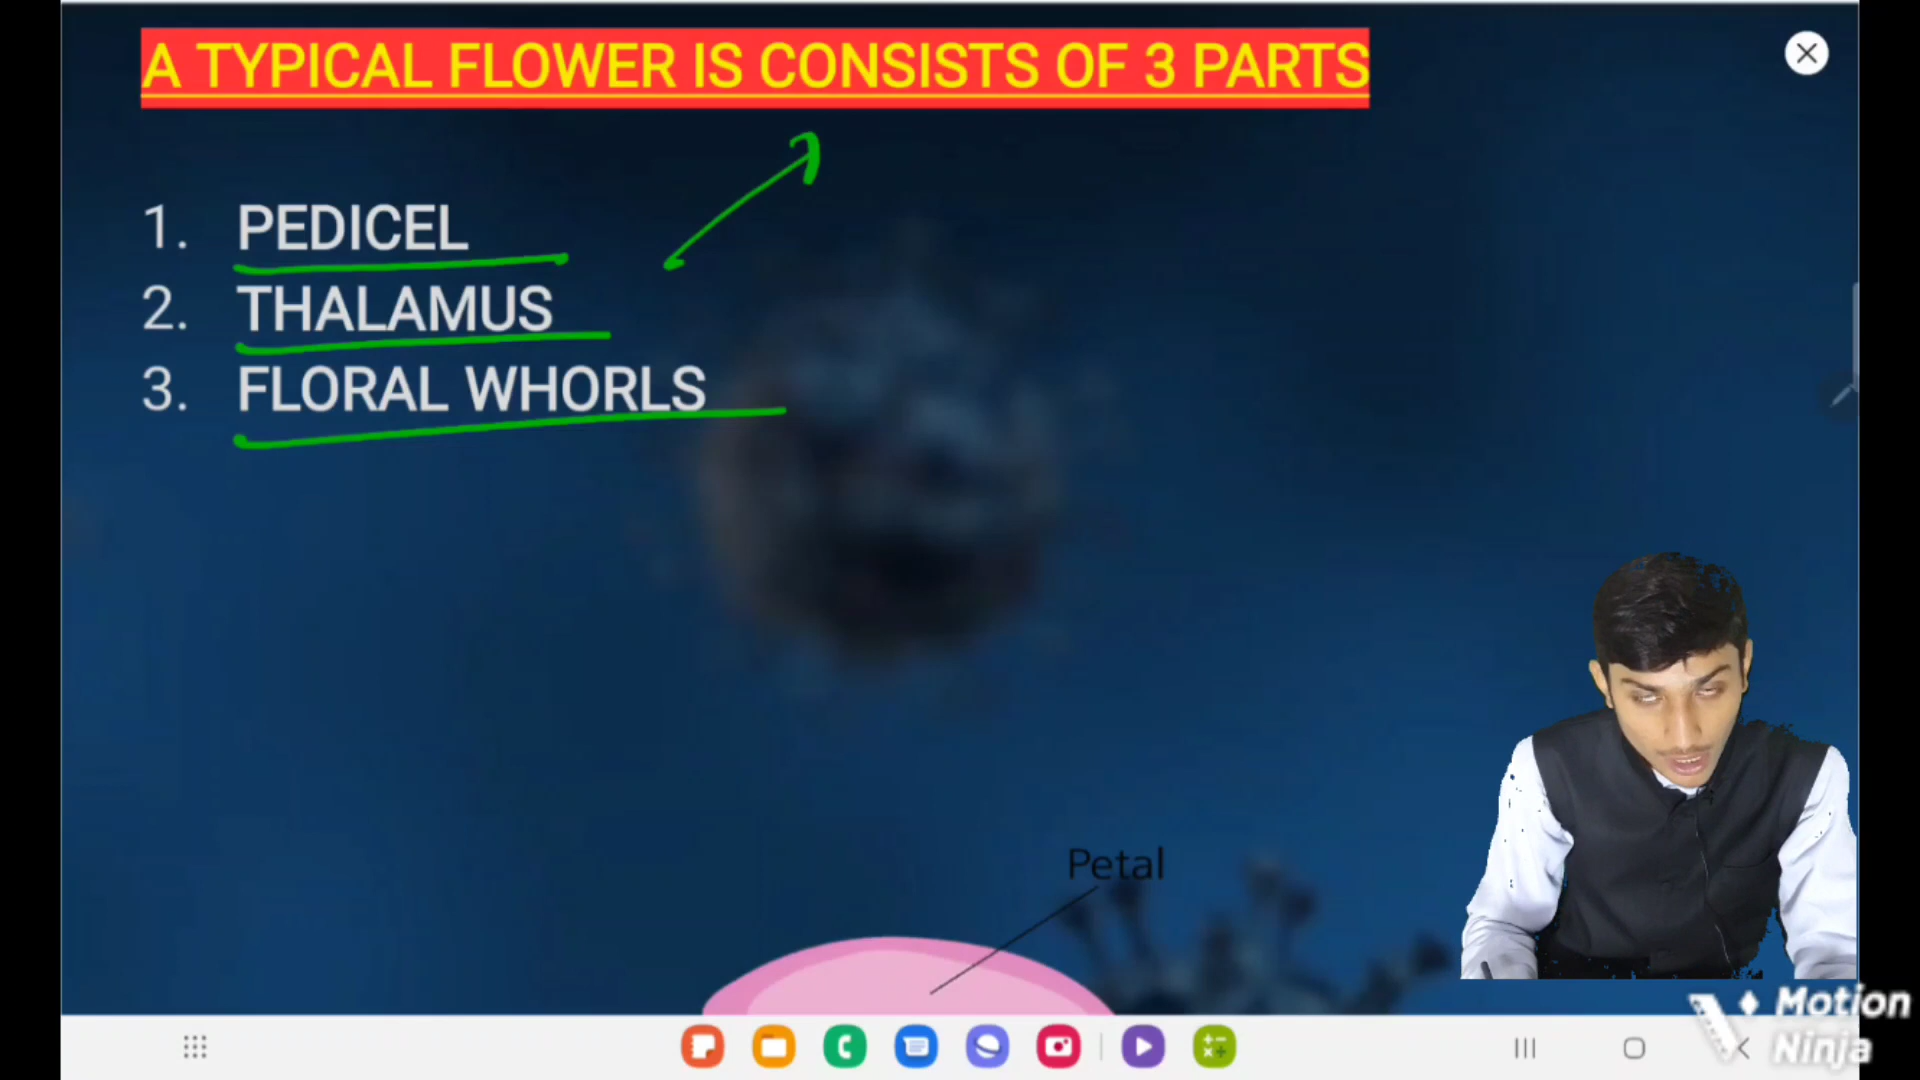 A TYPICAL FLOWER IS CONSISTS OF 3 PARTS
1. PEDICEL
2. THALAMUS
3. FLORAL WHORLS
Petal
Motion
Ninja